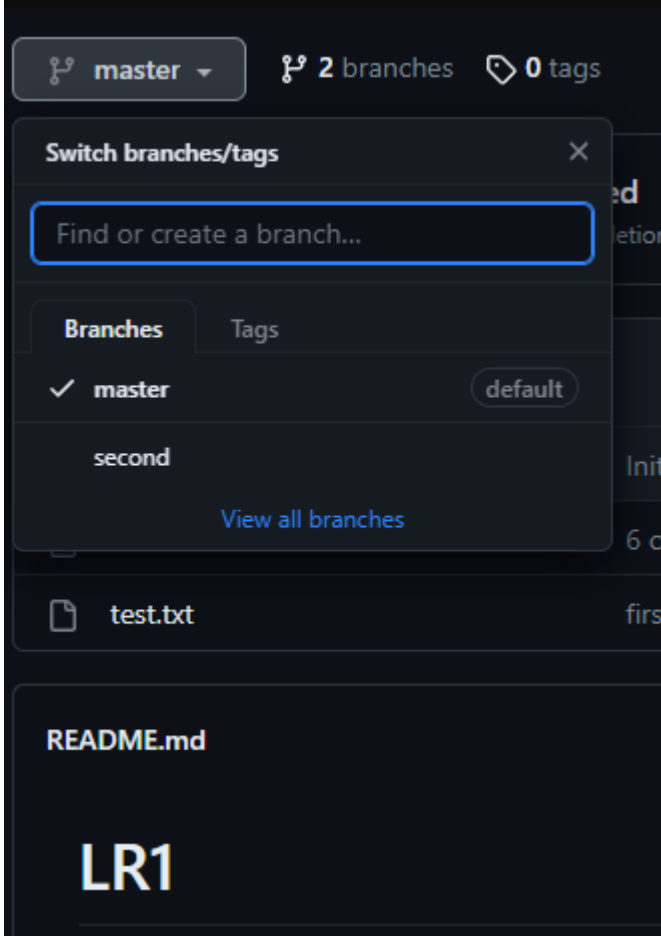 master 2 branches 0 tags
Switch branches/tags
ed
Find or create a branch...
Branches Tags
master default
second
View all branches
test.txt
README.md
LR1